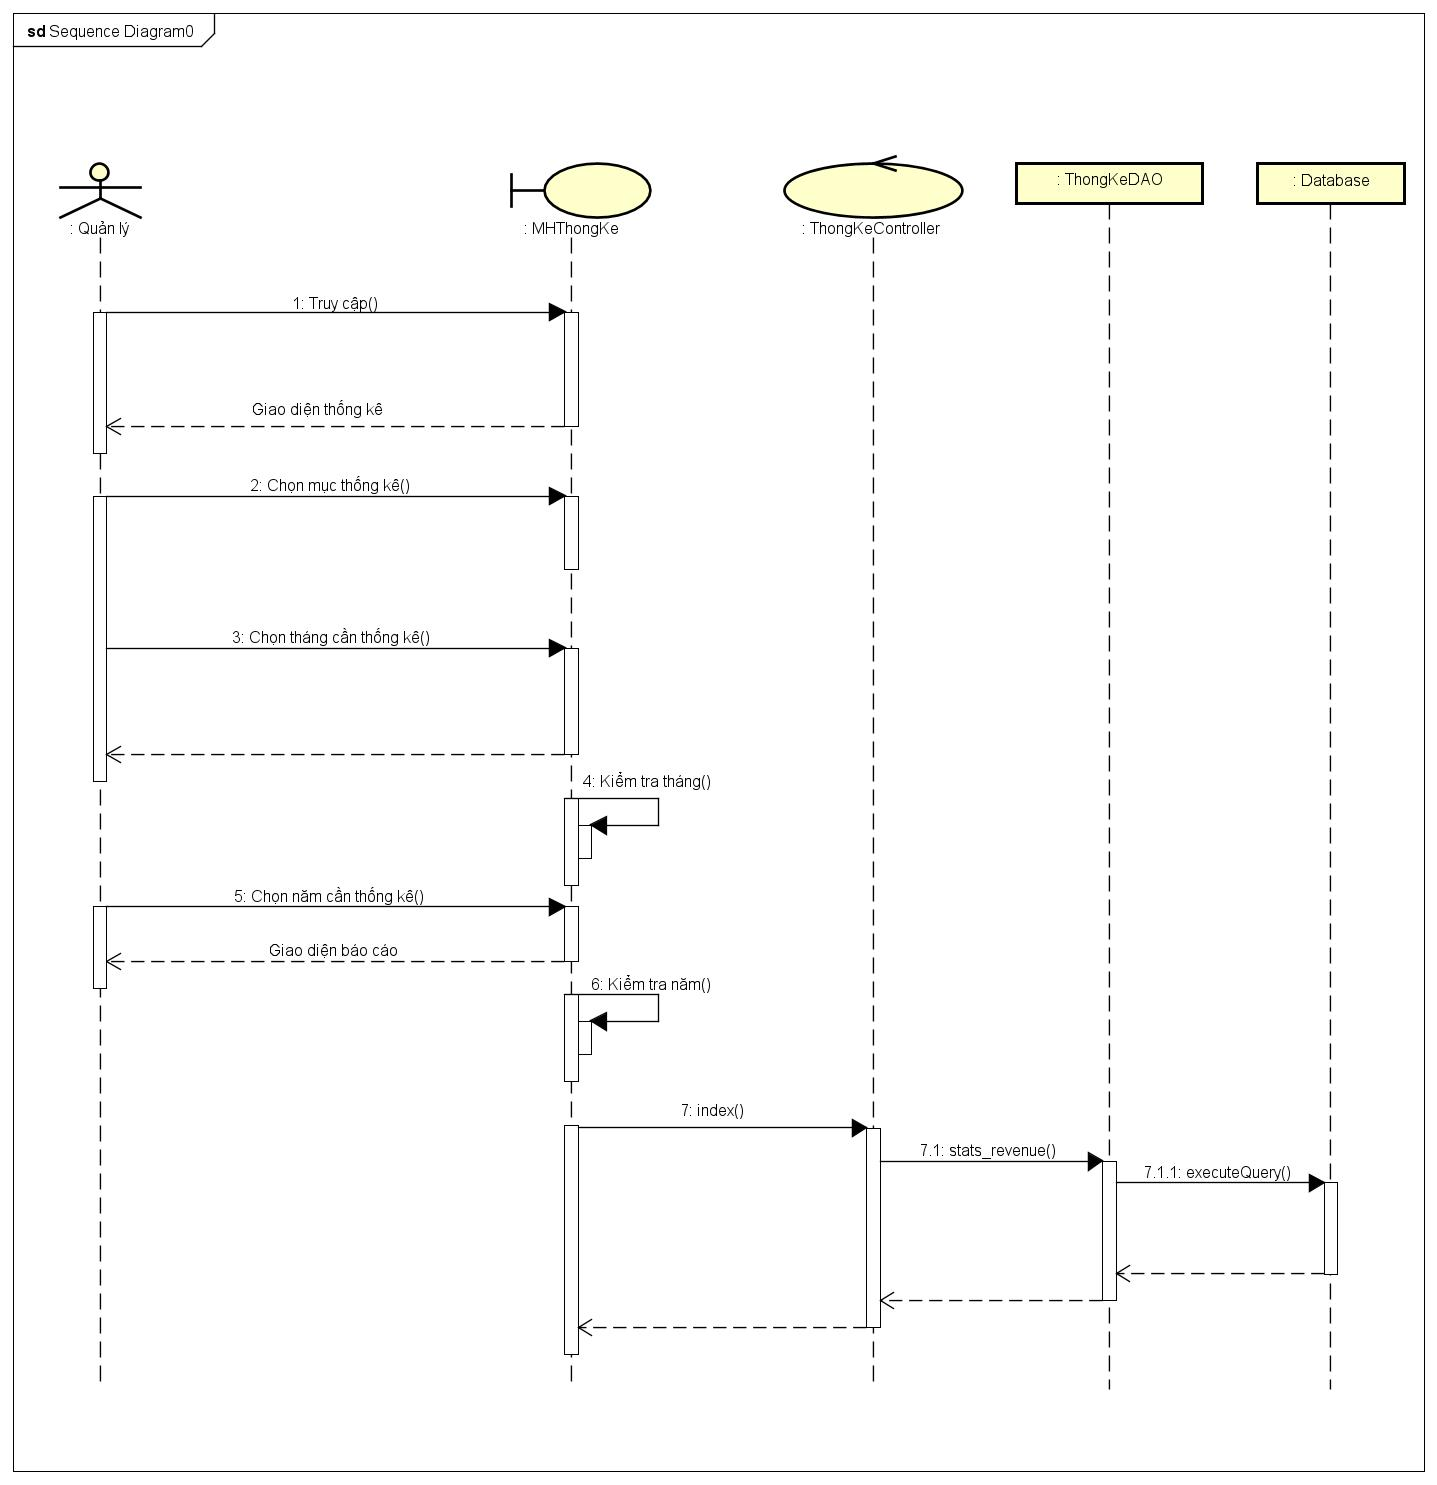 sd Sequence Diagram0
: Quản lý
: MHThongKe
: ThongKeController
: ThongKeDAO
: Database
1: Truy cập()
Giao diện thống kê
2: Chọn mục thống kê()
3: Chọn tháng cần thống kê()
4: Kiểm tra tháng()
5: Chọn năm cần thống kê()
Giao diện báo cáo
6: Kiểm tra năm()
7: index()
7.1: stats_revenue()
7.1.1: executeQuery()